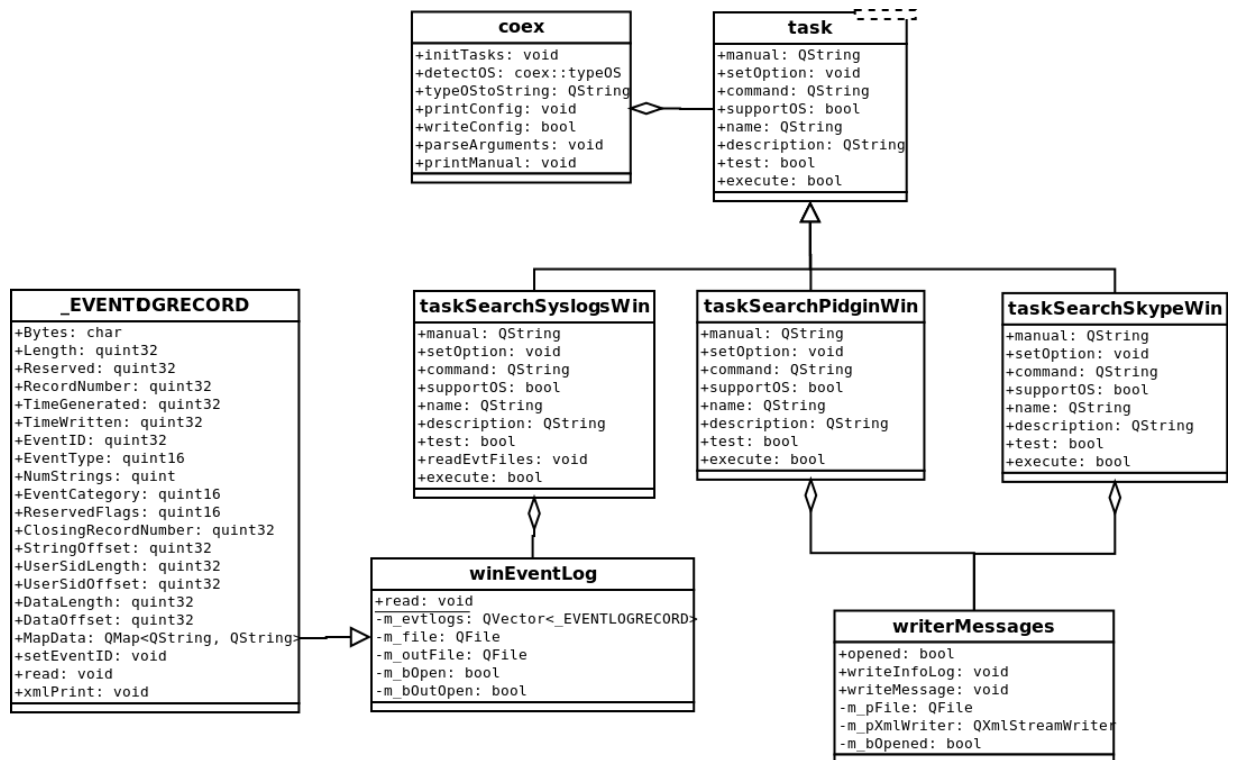 coex
+initTasks: void
+detectOS: coex::typeOS
+typeOStoString: QString
+printConfig: void
+writeConfig: bool
+parseArguments: void
+printManual: void
task
+manual: QString
+setOption: void
+command: QString
+supportOS: bool
+name: QString
+description: QString
+test: bool
+execute: bool
_EVENTLOGRECORD
+Bytes: char
+Length: quint32
+Reserved: quint32
+RecordNumber: quint32
+TimeGenerated: quint32
+TimeWritten: quint32
+EventID: quint32
+EventType: quint16
+NumStrings: quint
+EventCategory: quint16
+ReservedFlags: quint16
+ClosingRecordNumber: quint32
+StringOffset: quint32
+UserSidLength: quint32
+UserSidOffset: quint32
+DataLength: quint32
+DataOffset: quint32
+MapData: QMap<QString, QString>
+setEventID: void
+read: void
+xmlPrint: void
taskSearchSyslogsWin
+manual: QString
+setOption: void
+command: QString
+supportOS: bool
+name: QString
+description: QString
+test: bool
+readEvtFiles: void
+execute: bool
taskSearchPidginWin
+manual: QString
+setOption: void
+command: QString
+supportOS: bool
+name: QString
+description: QString
+test: bool
+execute: bool
taskSearchSkypeWin
+manual: QString
+setOption: void
+command: QString
+supportOS: bool
+name: QString
+description: QString
+test: bool
+execute: bool
winEventLog
+read: void
-m_evtlogs: QVector<_EVENTLOGRECORD>
-m_file: QFile
-m_outFile: QFile
-m_bOpen: bool
-m_bOutOpen: bool
writerMessages
+opened: bool
+writeInfoLog: void
+writeMessage: void
-m_pFile: QFile
-m_pXmlWriter: QXmlStreamWriter
-m_bOpened: bool